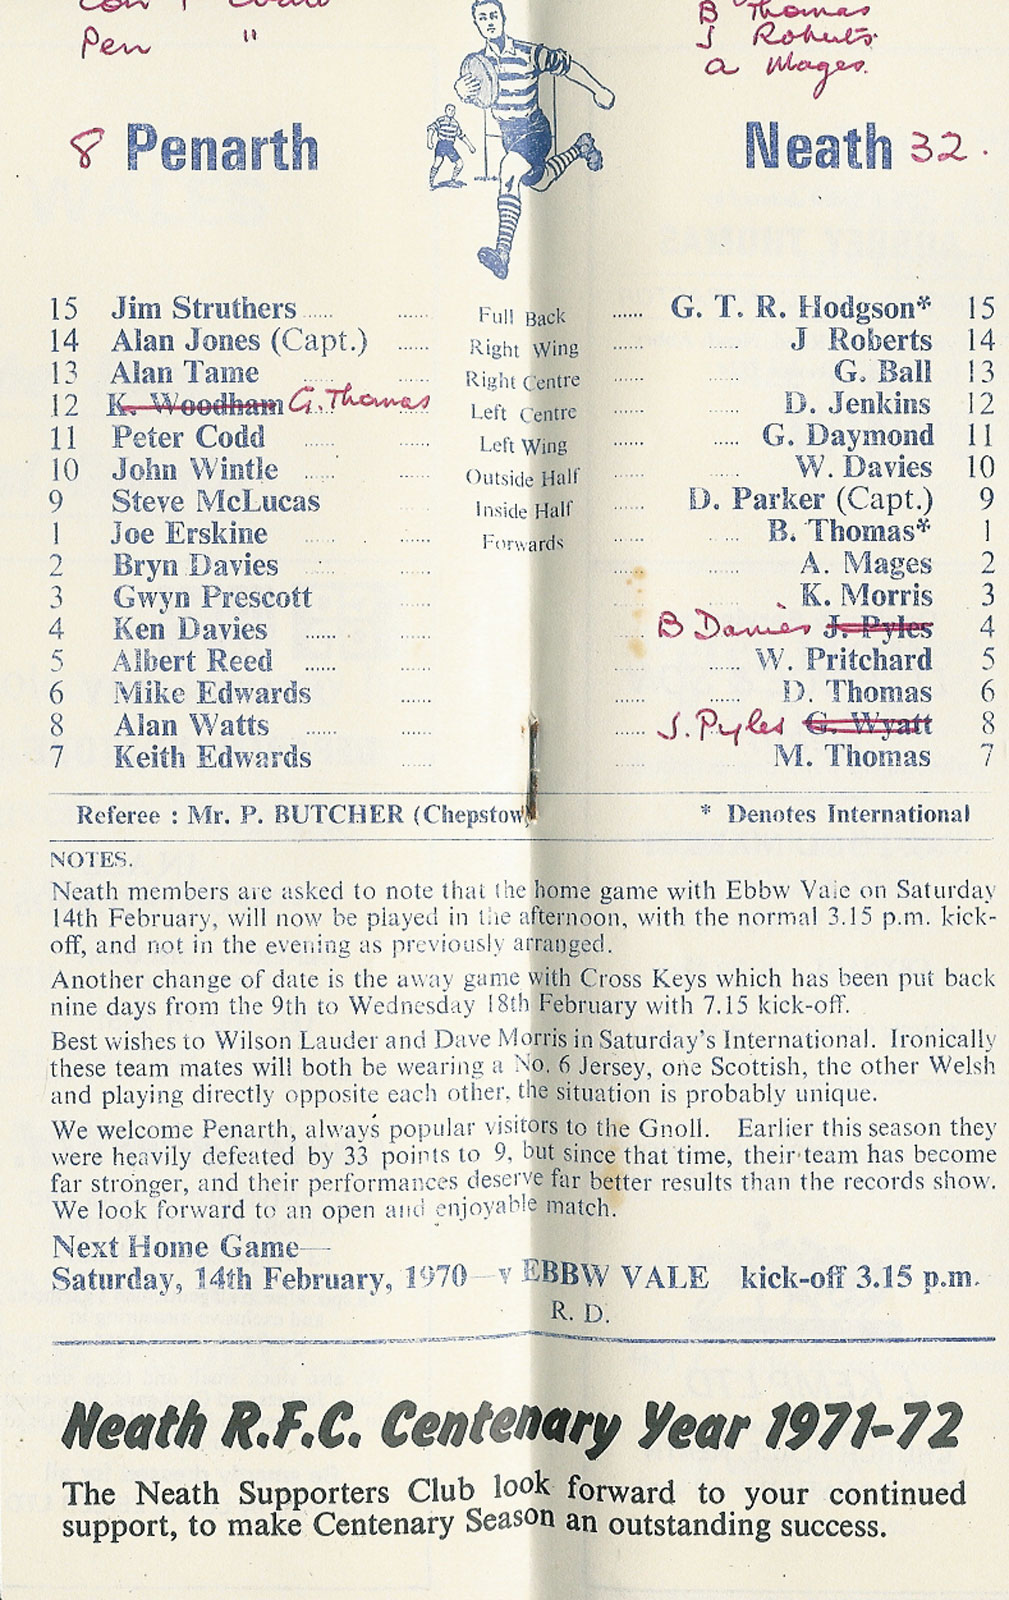 Pen "
B Thomas
J Roberts
A Mages.
8 Penarth
Neath 32.
15 Jim Struthers ...... ...... Full Back ...... G. T. R. Hodgson* 15
14 Alan Jones (Capt.) ...... Right Wing ...... ...... J Roberts 14
13 Alan Tame ...... ...... Right Centre ...... ...... G. Ball 13
12 K. Woodham G. Thomas ...... Left Centre ...... ...... D. Jenkins 12
11 Peter Codd ...... ...... Left Wing ...... ..... G. Daymond 11
10 John Wintle ...... ...... Outside Half ...... ...... W. Davies 10
9 Steve McLucas ...... Inside Half ...... D. Parker (Capt.) 9
1 Joe Erskine ...... ...... Forwards ...... ..... B. Thomas* 1
2 Bryn Davies ...... ...... ...... ...... A. Mages 2
3 Gwyn Prescott ...... ...... ...... K. Morris 3
4 Ken Davies ...... ...... ...... B Davies J. Pyles 4
5 Albert Reed ...... ...... ...... W. Pritchard 5
6 Mike Edwards ...... ...... ...... D. Thomas 6
8 Alan Watts ...... ...... ...... J. Pyles G. Wyatt 8
7 Keith Edwards ...... ...... M. Thomas 7
Referee : Mr. P. BUTCHER (Chepstow) * Denotes International
NOTES.
Neath members are asked to note that the home game with Ebbw Vale on Saturday
14th February, will now be played in the afternoon, with the normal 3.15 p.m. kick-
off, and not in the evening as previously arranged.
Another change of date is the away game with Cross Keys which has been put back
nine days from the 9th to Wednesday 18th February with 7.15 kick-off.
Best wishes to Wilson Lauder and Dave Morris in Saturday's International. Ironically
these team mates will both be wearing a No. 6 Jersey, one Scottish, the other Welsh
and playing directly opposite each other, the situation is probably unique.
We welcome Penarth, always popular visitors to the Gnoll. Earlier this season they
were heavily defeated by 33 points to 9, but since that time, their team has become
far stronger, and their performances deserve far better results than the records show.
We look forward to an open and enjoyable match.
Next Home Game—
Saturday, 14th February, 1970—v EBBW VALE kick-off 3.15 p.m.
R. D.
Neath R.F.C. Centenary Year 1971-72
The Neath Supporters Club look forward to your continued
support, to make Centenary Season an outstanding success.